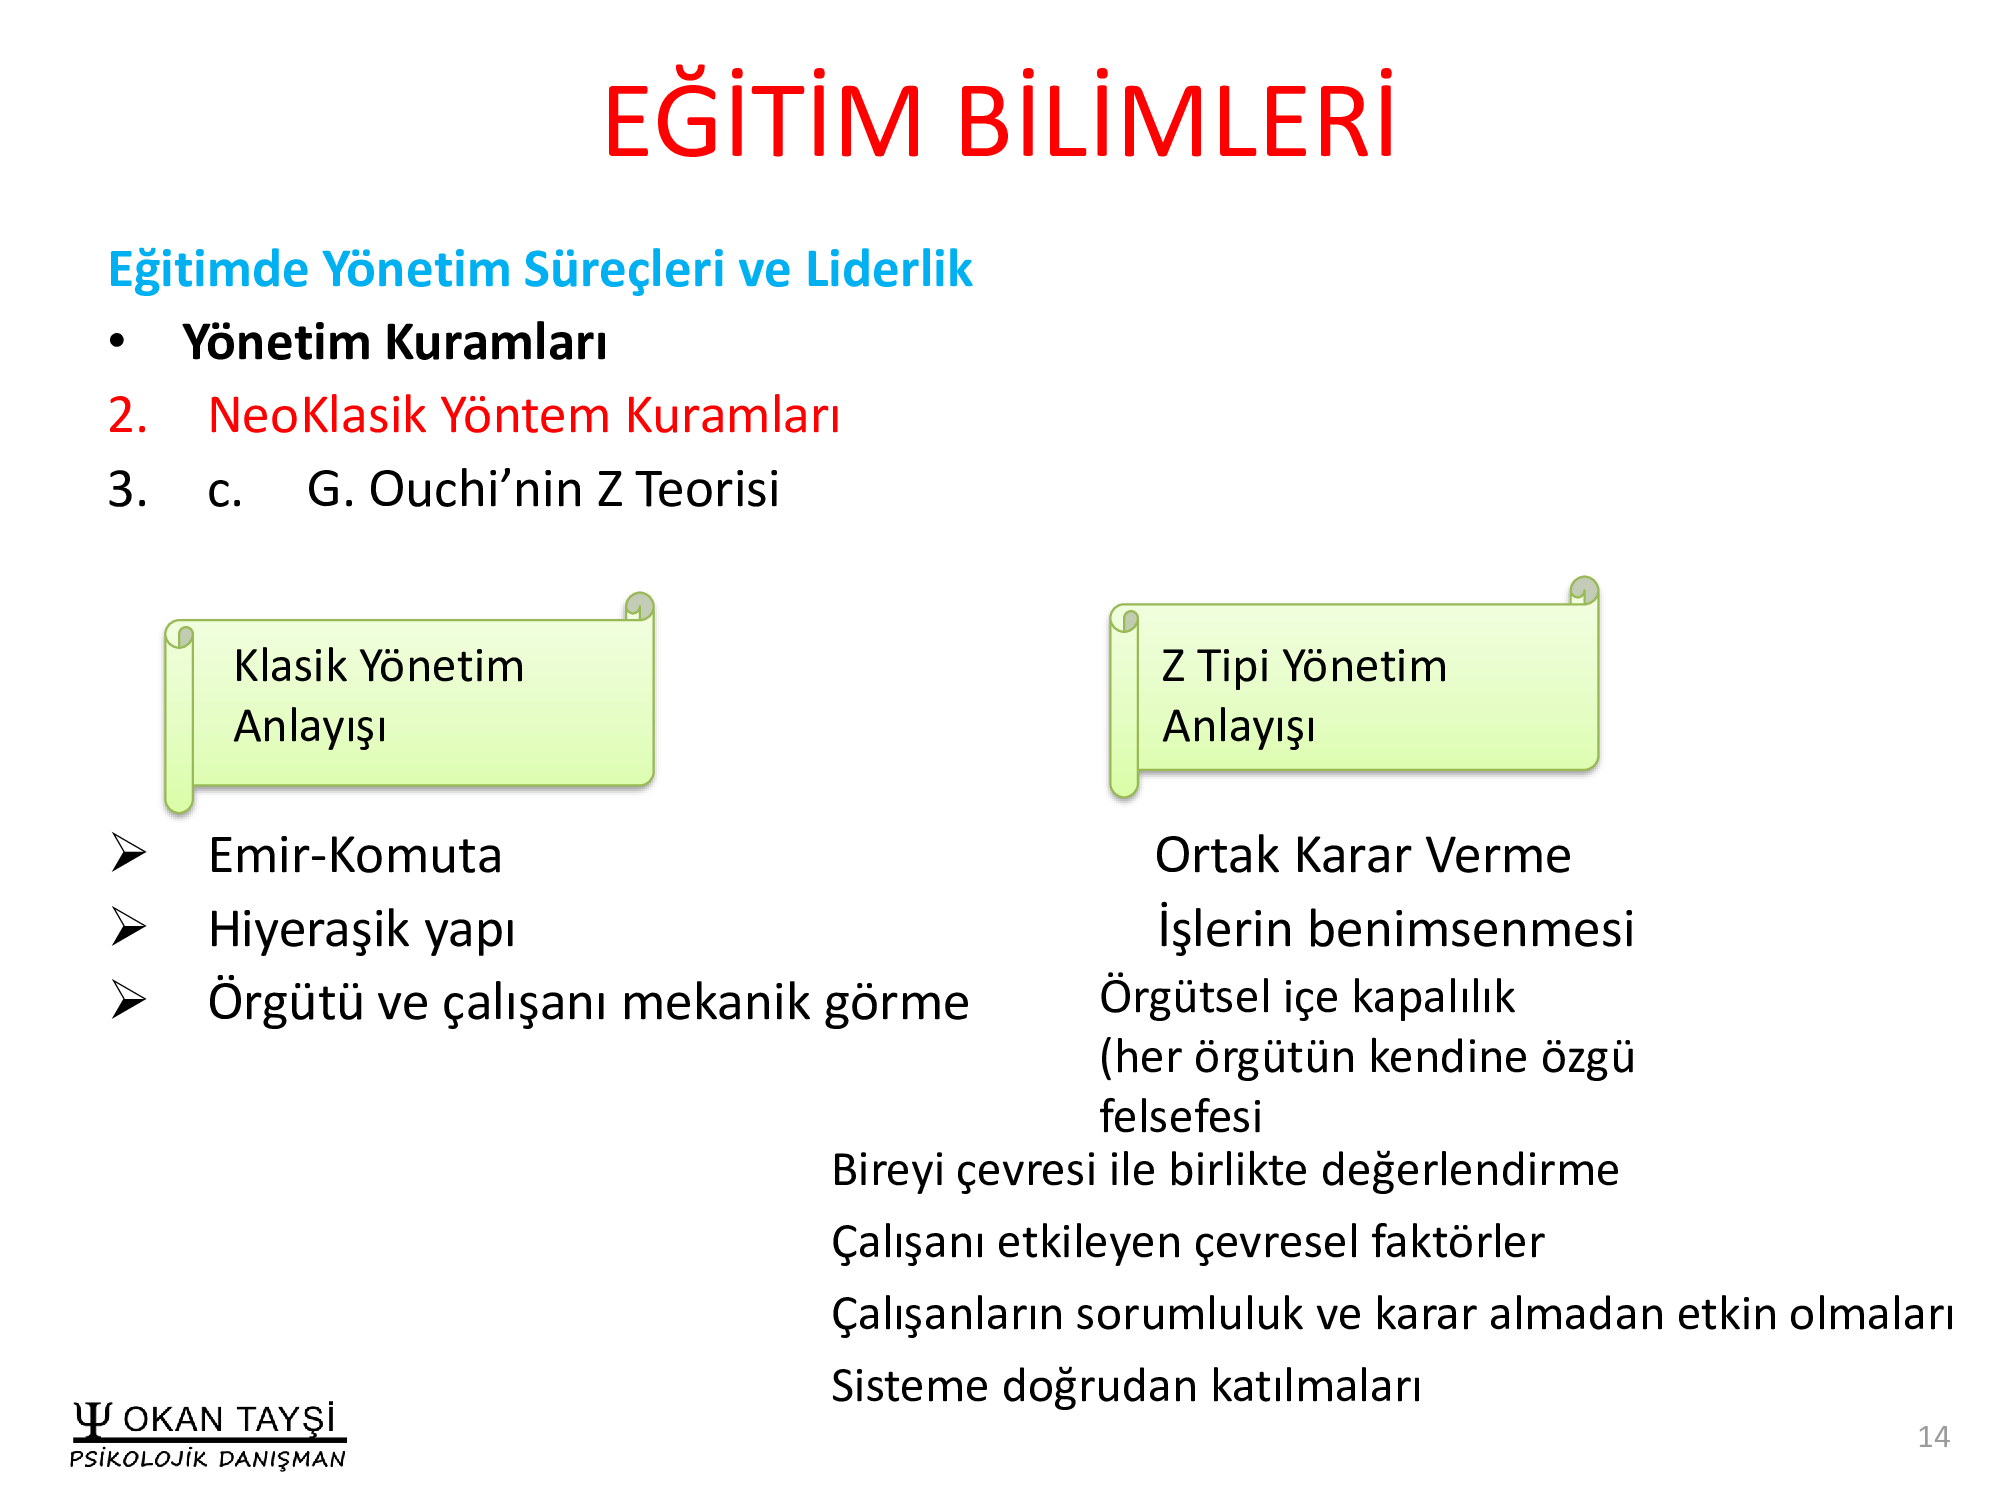 EĞİTİM BİLİMLERİ
Eğitimde Yönetim Süreçleri ve Liderlik
• Yönetim Kuramları
2. NeoKlasik Yöntem Kuramları
3. c. G. Ouchi’nin Z Teorisi
Klasik Yönetim
Anlayışı
Z Tipi Yönetim
Anlayışı
➢ Emir-Komuta
➢ Hiyeraşik yapı
➢ Örgütü ve çalışanı mekanik görme
Ortak Karar Verme
İşlerin benimsenmesi
Örgütsel içe kapalılık
(her örgütün kendine özgü
felsefesi
Bireyi çevresi ile birlikte değerlendirme
Çalışanı etkileyen çevresel faktörler
Çalışanların sorumluluk ve karar almadan etkin olmaları
Sisteme doğrudan katılmaları
Ψ OKAN TAYŞİ
PSİKOLOJİK DANIŞMAN
14